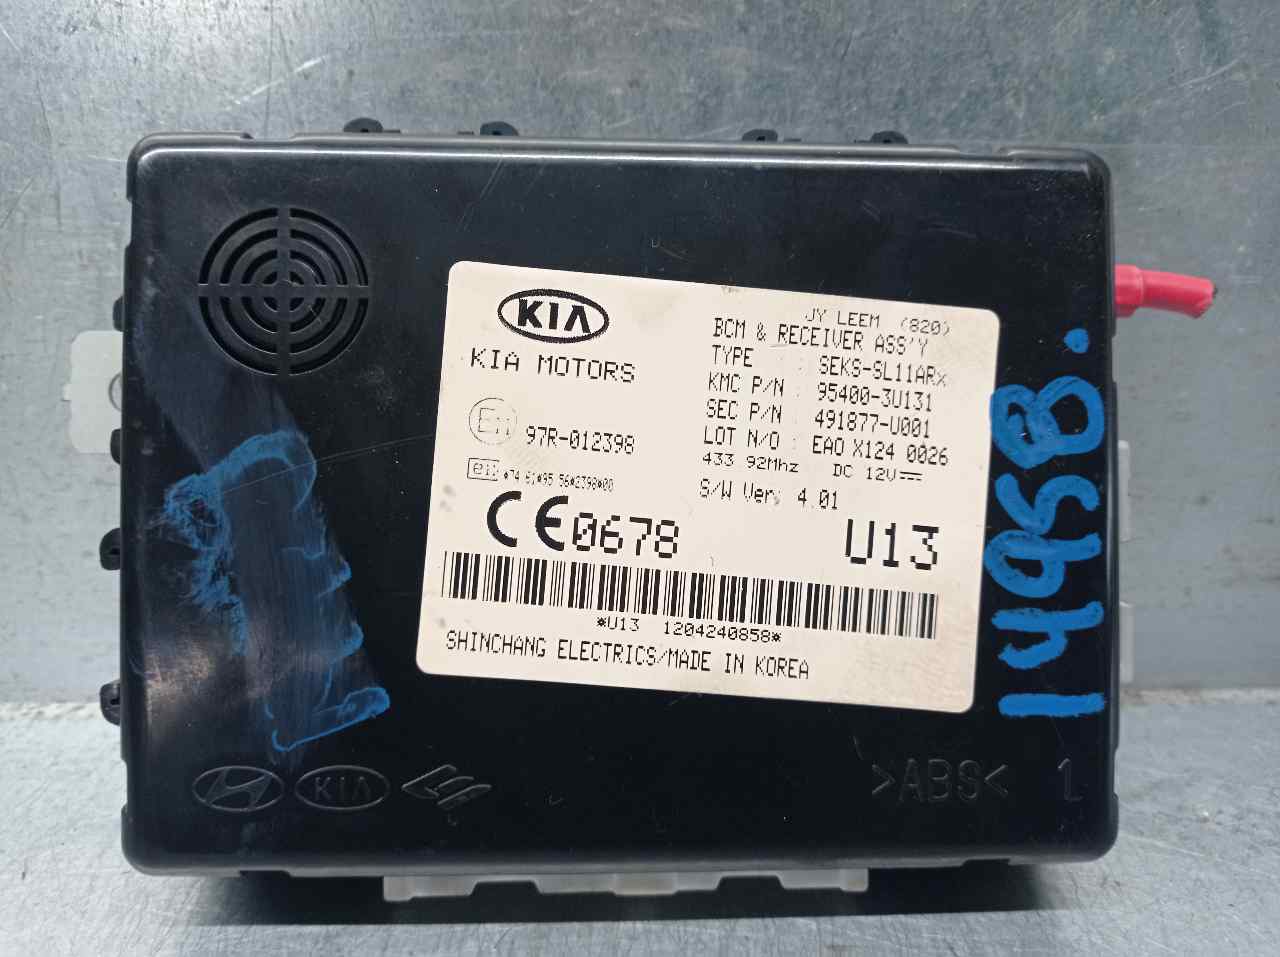 KIA
KIA MOTORS
JY LEEM (820)
BCM & RECEIVER ASS'Y
TYPE : SEKS-SL11ARx
KMC P/N : 95400-3U131
SEC P/N : 491877-U001
LOT N/O : EAO X124 0026
433 92Mhz DC 12V
S/W Ver. 4.01
97R-012398
CE0678
U13
*U13 1204240858*
SHINCHANG ELECTRICS/MADE IN KOREA
1498.
KIA
>ABS< 1